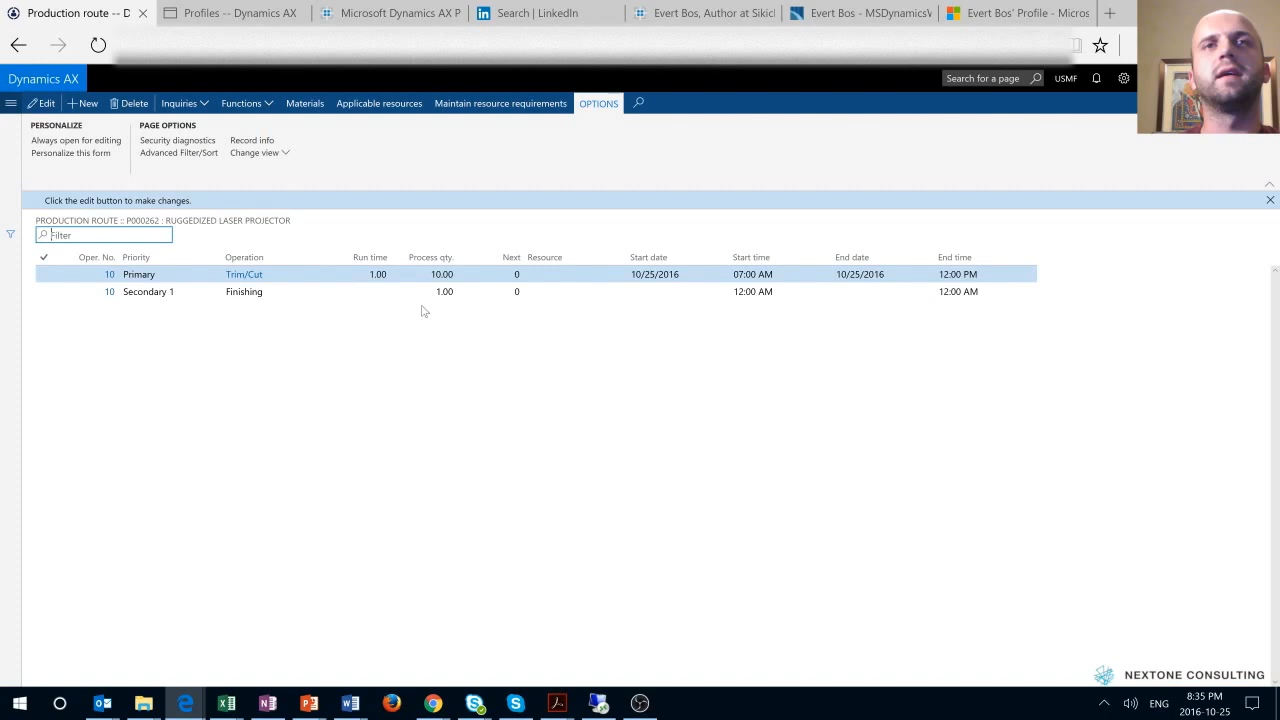 Production route -- D
Profiles -- Dynamics AX
Microsoft Dynamics AX P
Search | LinkedIn
Evert Bos, Author at Sikich
Evert Bos - MSDynamicsV
Evert Bos' Profile - Micros
Dynamics AX
Search for a page
USMF
Edit
New
Delete
Inquiries
Functions
Materials
Applicable resources
Maintain resource requirements
OPTIONS
PERSONALIZE
PAGE OPTIONS
Always open for editing
Security diagnostics
Record info
Personalize this form
Advanced Filter/Sort
Change view
Click the edit button to make changes.
PRODUCTION ROUTE :: P000262 : RUGGEDIZED LASER PROJECTOR
Filter
Oper. No. Priority Operation Run time Process qty. Next Resource Start date Start time End date End time
10 Primary Trim/Cut 1.00 10.00 0 10/25/2016 07:00 AM 10/25/2016 12:00 PM
10 Secondary 1 Finishing 1.00 0 12:00 AM 12:00 AM
NEXTONE CONSULTING
ENG
8:35 PM
2016-10-25